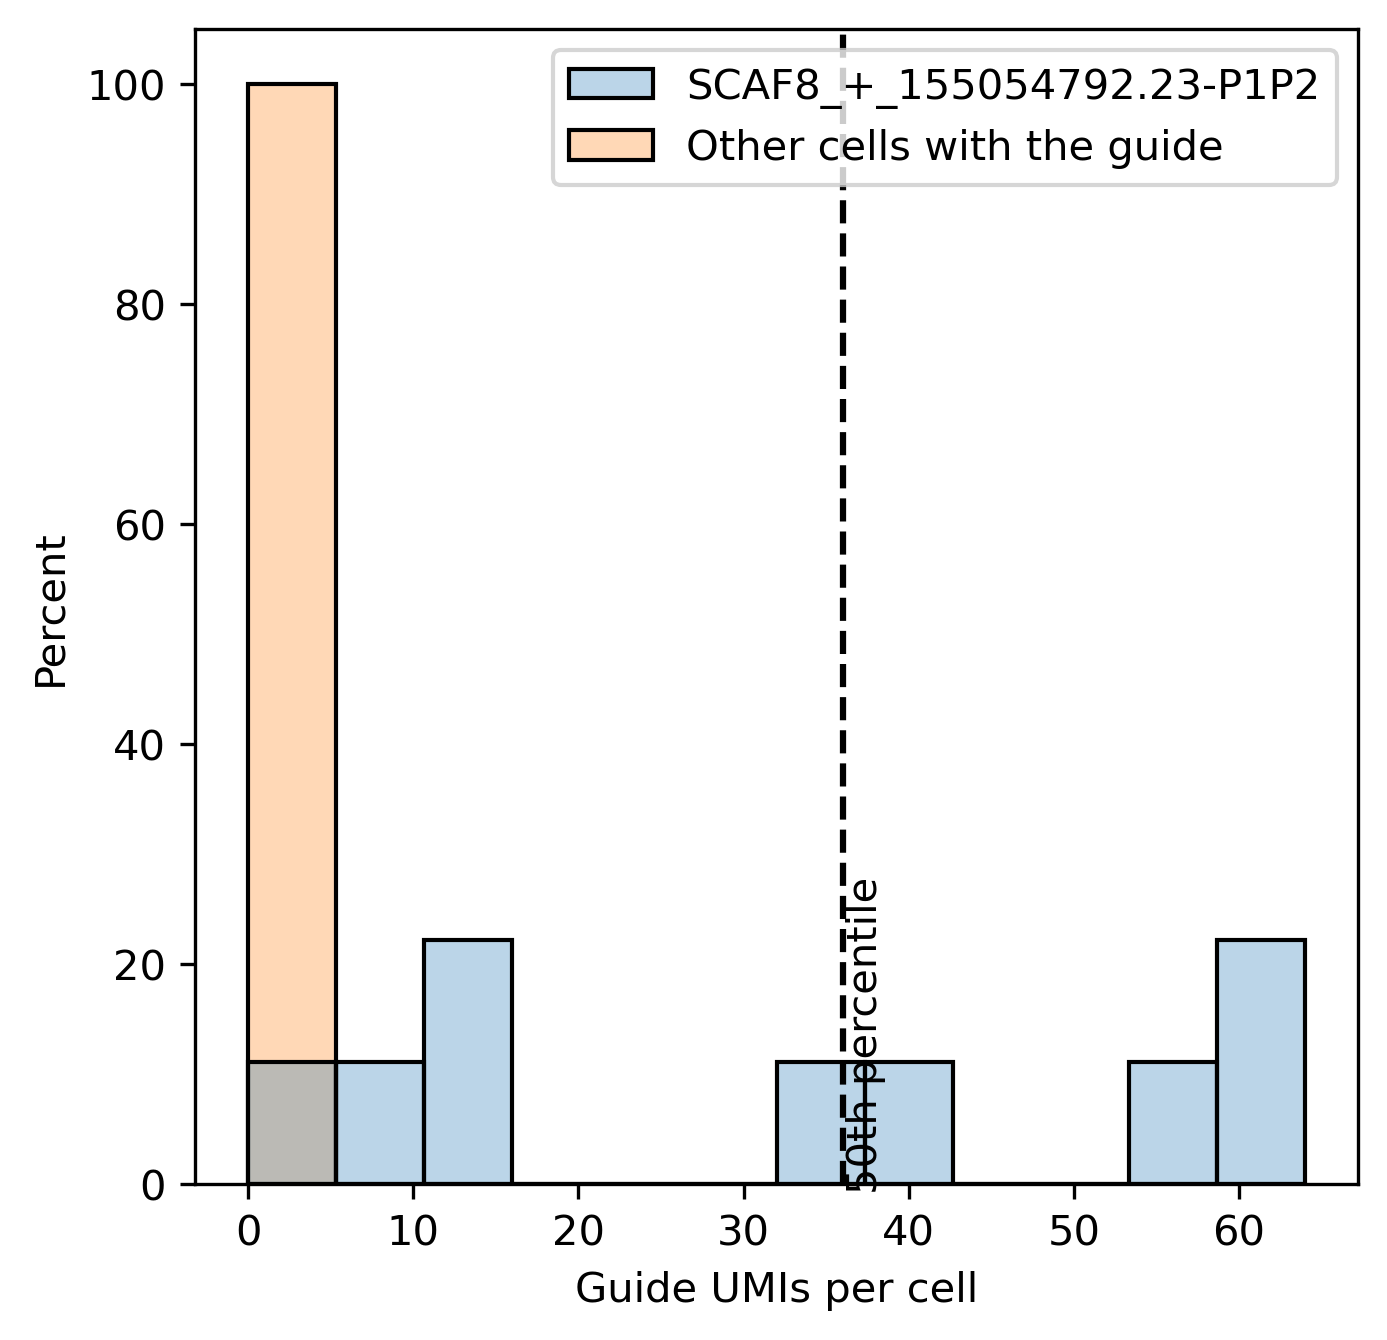 SCAF8_+_155054792.23-P1P2
Other cells with the guide
100
80
60
40
20
0
Percent
50th percentile
0 10 20 30 40 50 60
Guide UMIs per cell